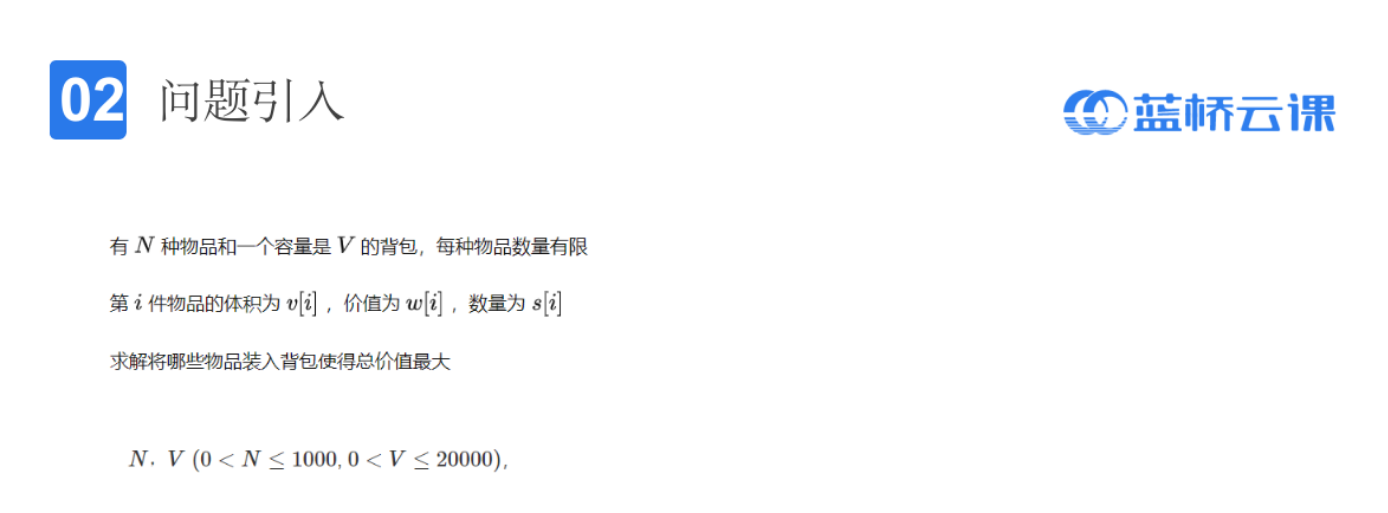 02 问题引入
蓝桥云课
有 N 种物品和一个容量是 V 的背包，每种物品数量有限
第 i 件物品的体积为 v[i] ，价值为 w[i] ，数量为 s[i]
求解将哪些物品装入背包使得总价值最大
N. V (0 < N ≤ 1000, 0 < V ≤ 20000),